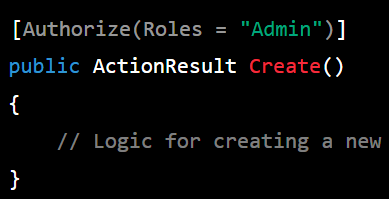 [Authorize(Roles = "Admin")]
public ActionResult Create()
{
    // Logic for creating a new
}